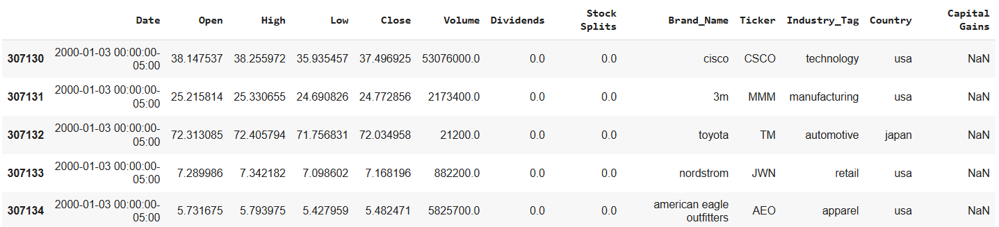 Date Open High Low Close Volume Dividends Stock Splits Brand_Name Ticker Industry_Tag Country Capital Gains
307130 2000-01-03 00:00:00-05:00 38.147537 38.255972 35.935457 37.496925 53076000.0 0.0 0.0 cisco CSCO technology usa NaN
307131 2000-01-03 00:00:00-05:00 25.215814 25.330655 24.690826 24.772856 2173400.0 0.0 0.0 3m MMM manufacturing usa NaN
307132 2000-01-03 00:00:00-05:00 72.313085 72.405794 71.756831 72.034958 21200.0 0.0 0.0 toyota TM automotive japan NaN
307133 2000-01-03 00:00:00-05:00 7.289986 7.342182 7.098602 7.168196 882200.0 0.0 0.0 nordstrom JWN retail usa NaN
307134 2000-01-03 00:00:00-05:00 5.731675 5.793975 5.427959 5.482471 5825700.0 0.0 0.0 american eagle outfitters AEO apparel usa NaN